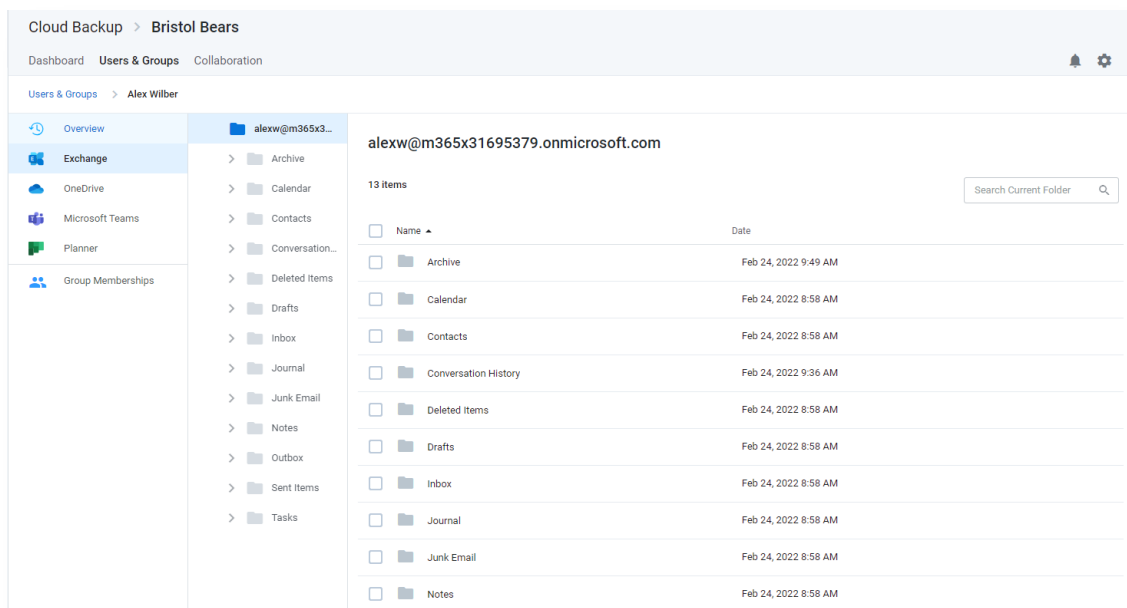 Cloud Backup > Bristol Bears
Dashboard Users & Groups Collaboration
Users & Groups > Alex Wilber
Overview
Exchange
OneDrive
Microsoft Teams
Planner
Group Memberships
alexw@m365x3...
Archive
Calendar
Contacts
Conversation...
Deleted Items
Drafts
Inbox
Journal
Junk Email
Notes
Outbox
Sent Items
Tasks
alexw@m365x31695379.onmicrosoft.com
13 items
Search Current Folder
Name Date
Archive Feb 24, 2022 9:49 AM
Calendar Feb 24, 2022 8:58 AM
Contacts Feb 24, 2022 8:58 AM
Conversation History Feb 24, 2022 9:36 AM
Deleted Items Feb 24, 2022 8:58 AM
Drafts Feb 24, 2022 8:58 AM
Inbox Feb 24, 2022 8:58 AM
Journal Feb 24, 2022 8:58 AM
Junk Email Feb 24, 2022 8:58 AM
Notes Feb 24, 2022 8:58 AM